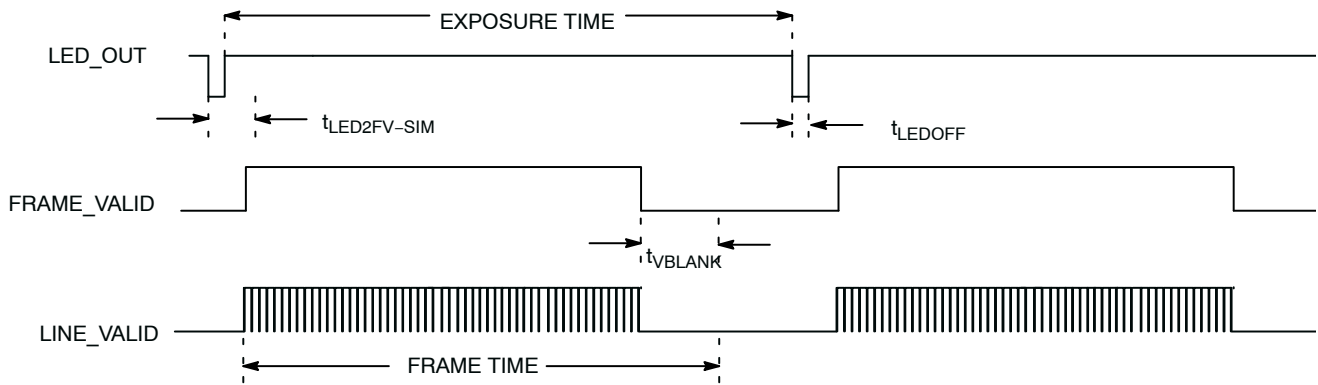 EXPOSURE TIME
LED_OUT
tLED2FV–SIM
tLEDOFF
FRAME_VALID
tVBLANK
LINE_VALID
FRAME TIME